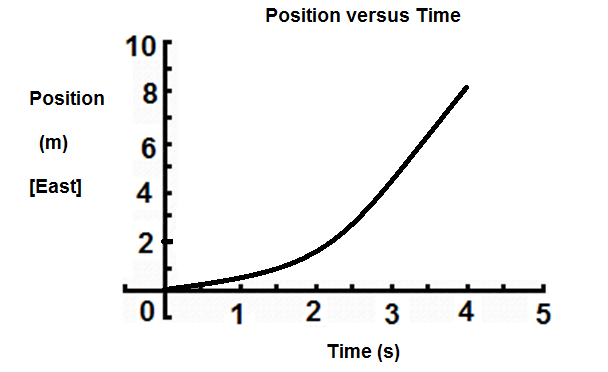 Position versus Time
10
8
6
4
2
Position
(m)
[East]
0 1 2 3 4 5
Time (s)